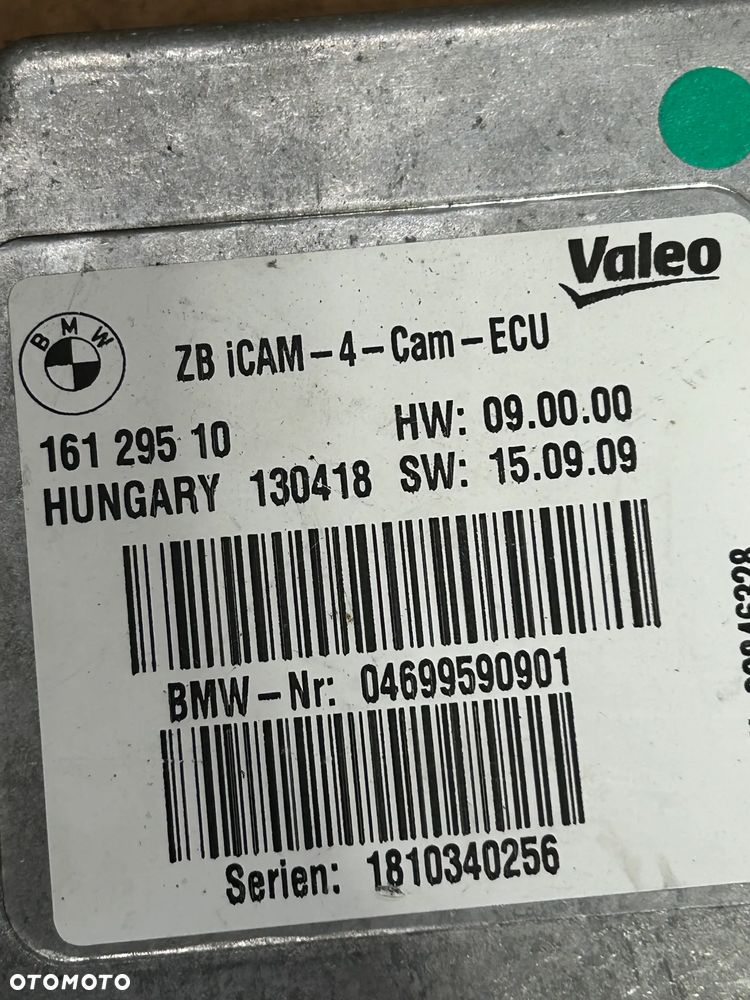 Valeo
BMW
ZB iCAM-4-Cam-ECU
161 295 10
HW: 09.00.00
HUNGARY 130418 SW: 15.09.09
BMW-Nr: 04699590901
Serien: 1810340256
OTOMOTO